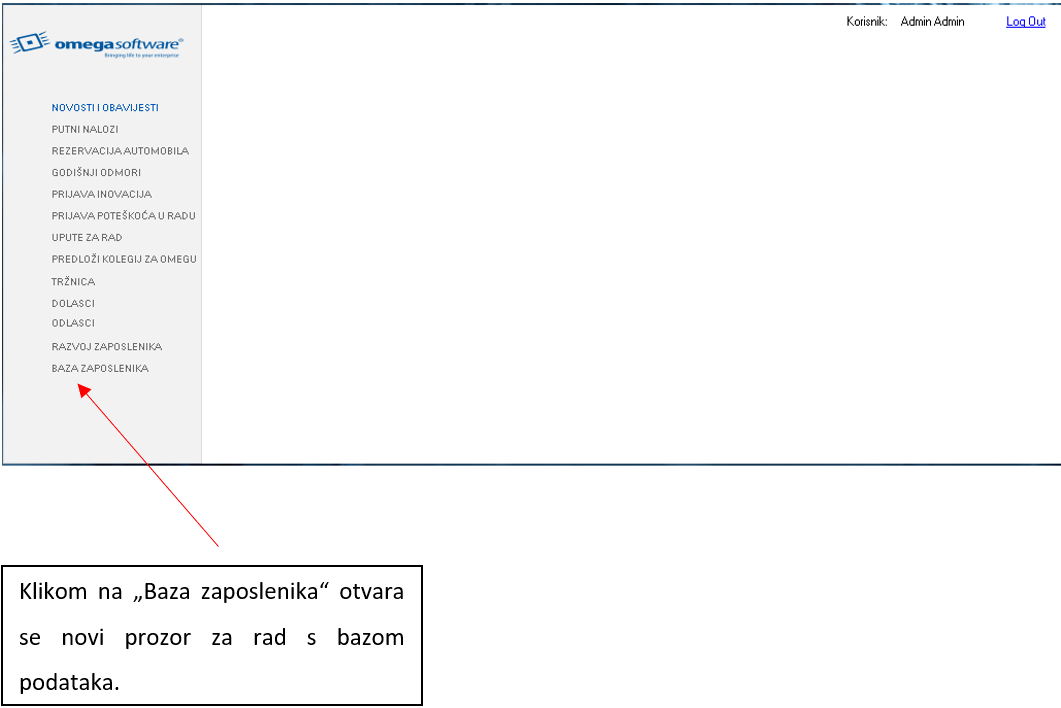 Korisnik: Admin Admin Log Out
omegasoftware®
Bringing life to your enterprise
NOVOSTI I OBAVIJESTI
PUTNI NALOZI
REZERVACIJA AUTOMOBILA
GODIŠNJI ODMORI
PRIJAVA INOVACIJA
PRIJAVA POTEŠKOĆA U RADU
UPUTE ZA RAD
PREDLOŽI KOLEGIJ ZA OMEGU
TRŽNICA
DOLASCI
ODLASCI
RAZVOJ ZAPOSLENIKA
BAZA ZAPOSLENIKA
Klikom na „Baza zaposlenika“ otvara
se novi prozor za rad s bazom
podataka.